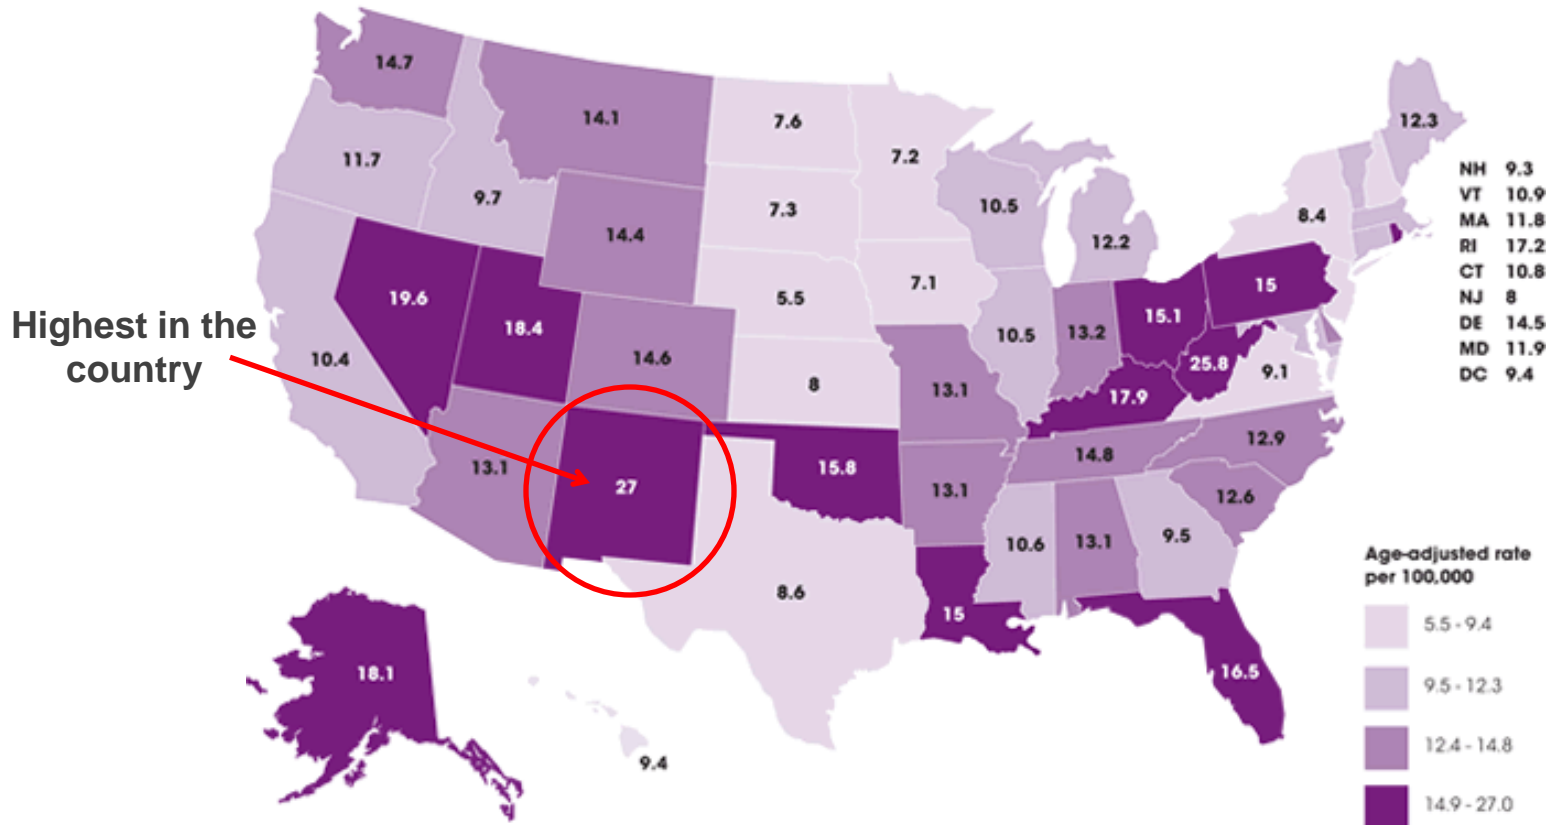 14.7
14.1
7.6
7.2
12.3
11.7
9.7
7.3
10.5
12.2
8.4
NH 9.3
VT 10.9
MA 11.8
RI 17.2
CT 10.8
NJ 8
DE 14.5
MD 11.9
DC 9.4
14.4
19.6
18.4
5.5
7.1
15
15.1
Highest in the
country
10.4
14.6
8
10.5
13.2
25.8
9.1
13.1
17.9
13.1
27
15.8
13.1
14.8
12.9
12.6
10.6
13.1
9.5
8.6
15
16.5
18.1
9.4
Age-adjusted rate
per 100,000
5.5 - 9.4
9.5 - 12.3
12.4 - 14.8
14.9 - 27.0